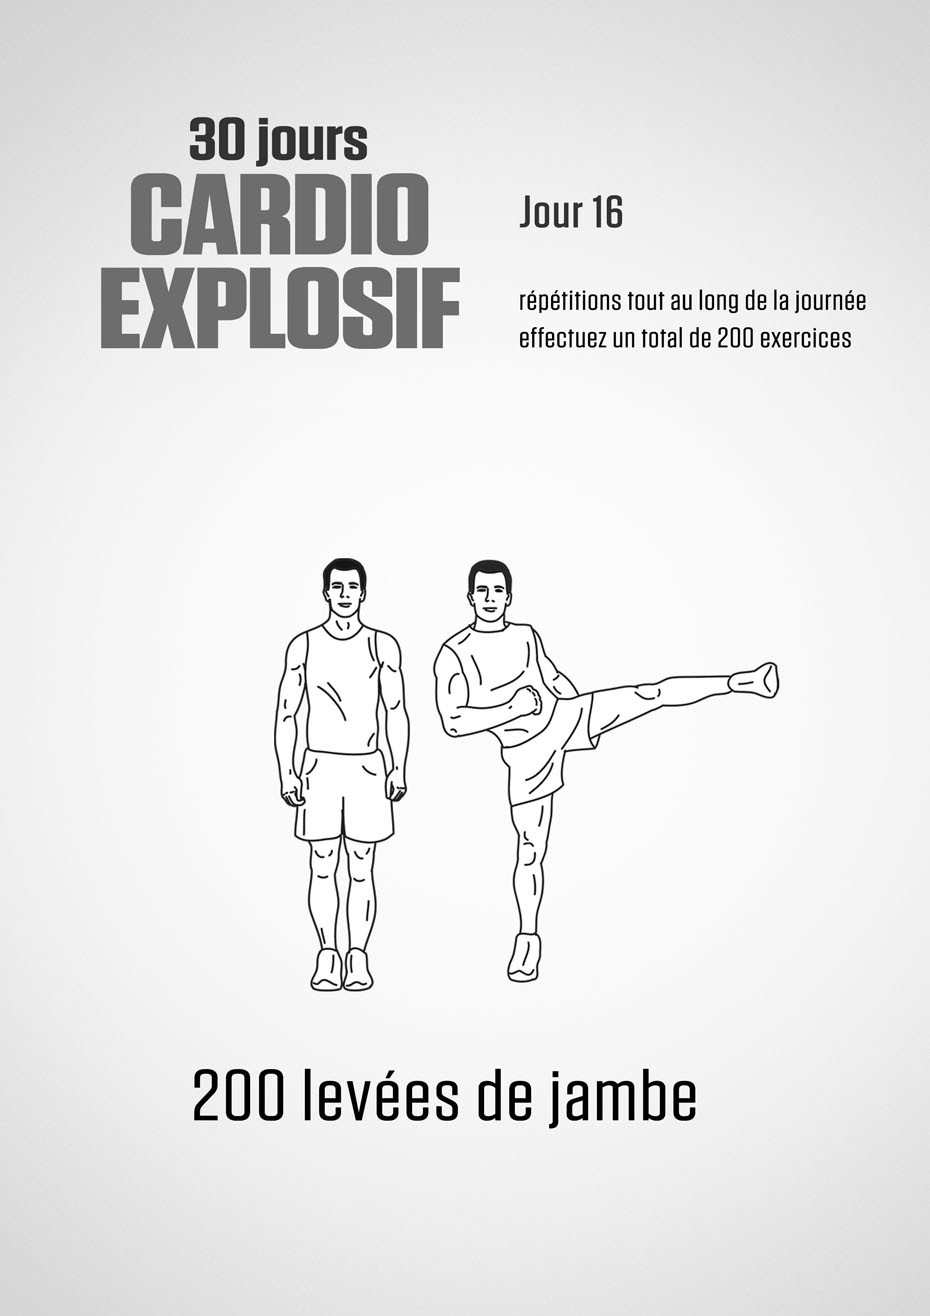 30 jours
CARDIO
EXPLOSIF
Jour 16
répétitions tout au long de la journée
effectuez un total de 200 exercices
200 levées de jambe